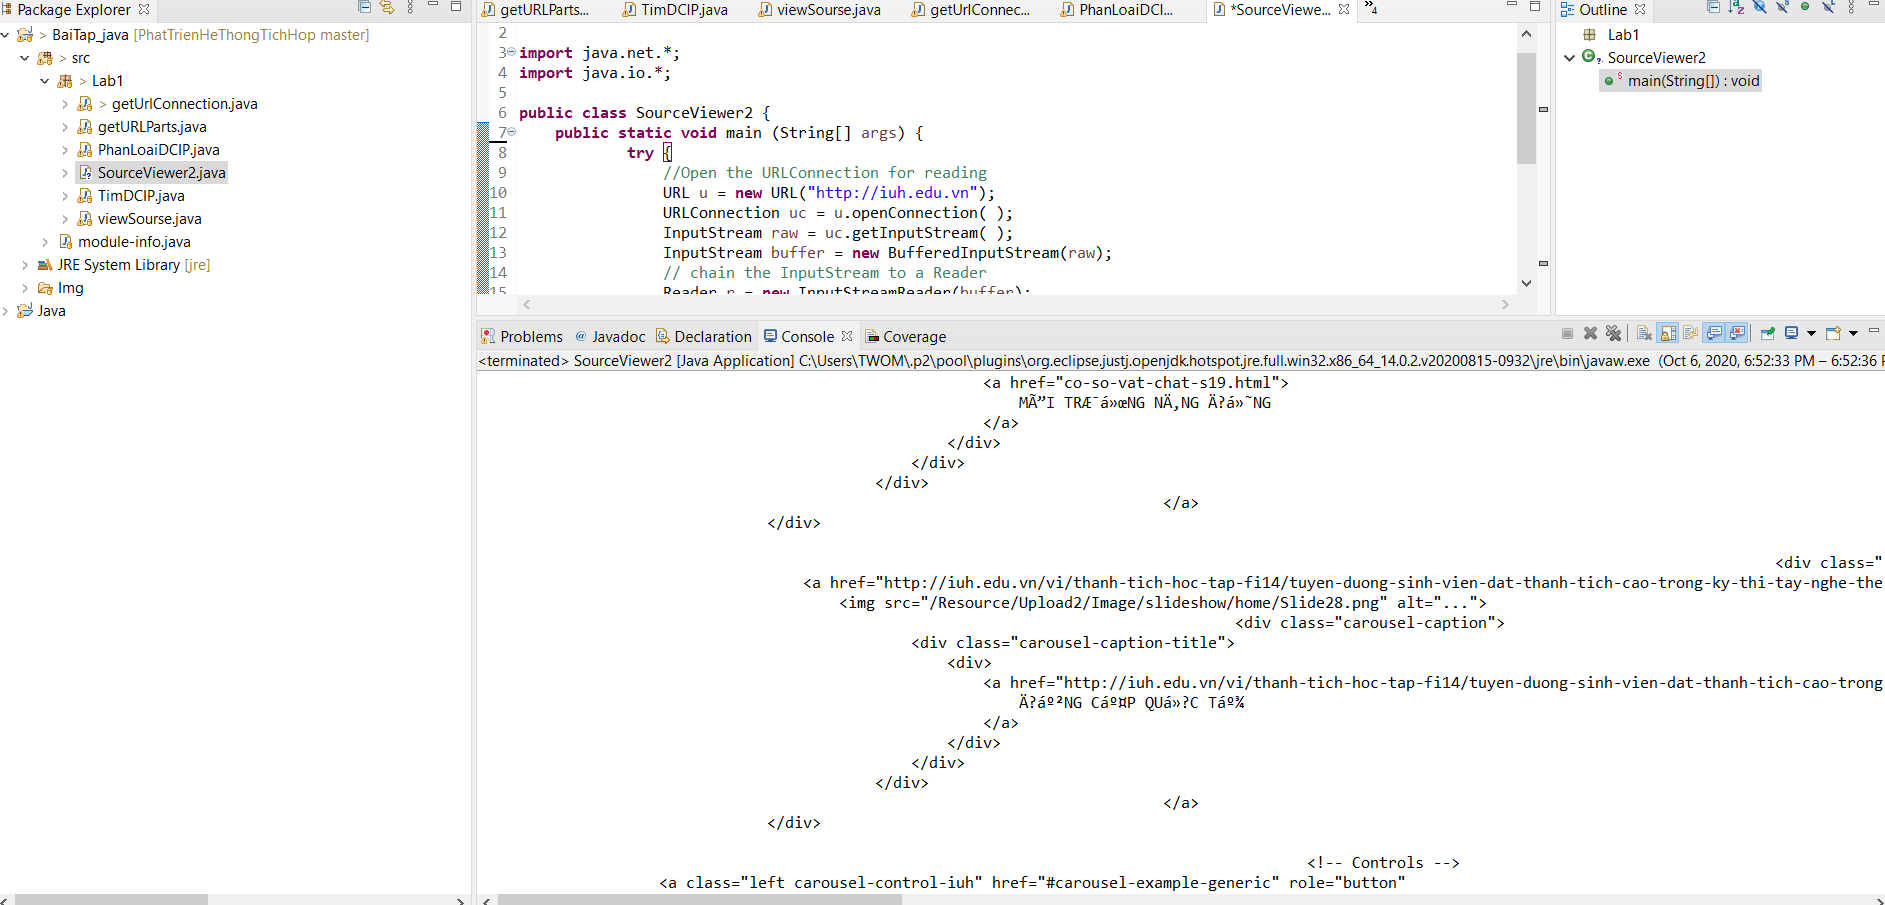 Package Explorer
BaiTap_java [PhatTrienHeThongTichHop master]
src
Lab1
getUrlConnection.java
getURLParts.java
PhanLoaiDCIP.java
SourceViewer2.java
TimDCIP.java
viewSourse.java
module-info.java
JRE System Library [jre]
Img
Java
getURLParts... TimDCIP.java viewSourse.java getUrlConnec... PhanLoaiDCI... *SourceViewe... »4
2
3 import java.net.*;
4 import java.io.*;
5
6 public class SourceViewer2 {
7 public static void main (String[] args) {
8 try {
9 //Open the URLConnection for reading
10 URL u = new URL("http://iuh.edu.vn");
11 URLConnection uc = u.openConnection( );
12 InputStream raw = uc.getInputStream( );
13 InputStream buffer = new BufferedInputStream(raw);
14 // chain the InputStream to a Reader
15 Reader r = new InputStreamReader(buffer);
Outline
Lab1
SourceViewer2
main(String[]) : void
Problems @ Javadoc Declaration Console Coverage
<terminated> SourceViewer2 [Java Application] C:\Users\TWOM\.p2\pool\plugins\org.eclipse.justj.openjdk.hotspot.jre.full.win32.x86_64_14.0.2.v20200815-0932\jre\bin\javaw.exe (Oct 6, 2020, 6:52:33 PM – 6:52:36 P
<a href="co-so-vat-chat-s19.html">
MÃ”I TRÆ¯á»œNG NÄ‚NG Ä?á»˜NG
</a>
</div>
</div>
</div>
</a>
</div>
<div class="
<a href="http://iuh.edu.vn/vi/thanh-tich-hoc-tap-fi14/tuyen-duong-sinh-vien-dat-thanh-tich-cao-trong-ky-thi-tay-nghe-the
<img src="/Resource/Upload2/Image/slideshow/home/Slide28.png" alt="...">
<div class="carousel-caption">
<div class="carousel-caption-title">
<div>
<a href="http://iuh.edu.vn/vi/thanh-tich-hoc-tap-fi14/tuyen-duong-sinh-vien-dat-thanh-tich-cao-trong
Ä?áº²NG Cáº¤P QUá»?C Táº¾
</a>
</div>
</div>
</div>
</a>
</div>
<!-- Controls -->
<a class="left carousel-control-iuh" href="#carousel-example-generic" role="button"